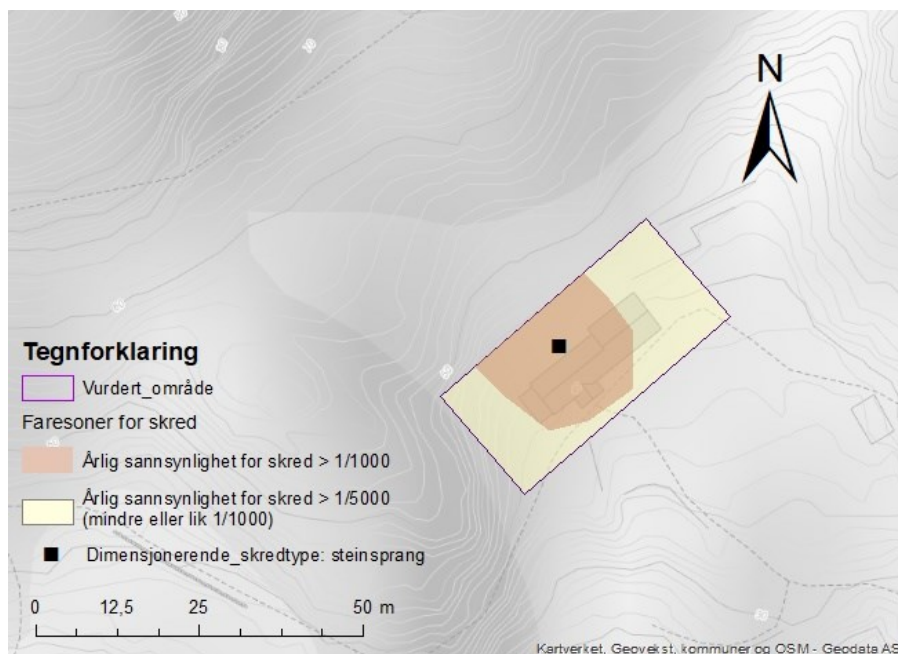 N
Tegnforklaring
Vurdert_område
Faresoner for skred
Årlig sannsynlighet for skred > 1/1000
Årlig sannsynlighet for skred > 1/5000
(mindre eller lik 1/1000)
Dimensjonerende_skredtype: steinsprang
0 12,5 25 50 m
Kartverket, Geovekst, kommuner og OSM - Geodata AS